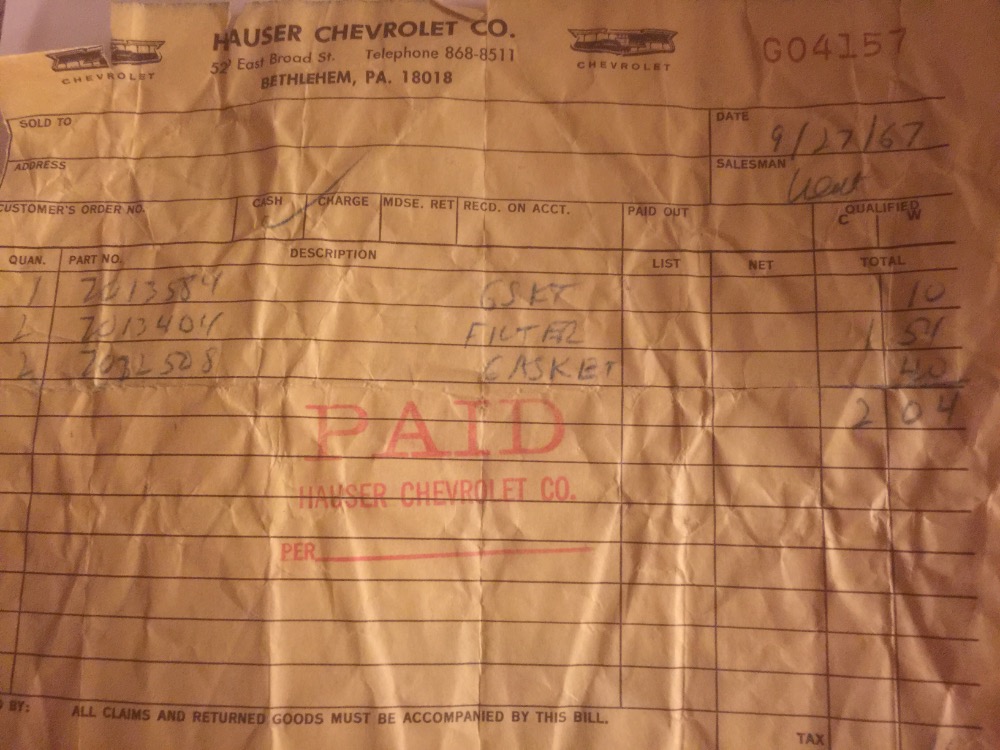 HAUSER CHEVROLET CO.
East Broad St. Telephone 868-8511
BETHLEHEM, PA. 18018
CHEVROLET
CHEVROLET
G04157
SOLD TO
DATE 9/27/67
ADDRESS
SALESMAN
CUSTOMER'S ORDER NO. CASH ✓ CHARGE MDSE. RET RECD. ON ACCT. PAID OUT QUALIFIED
C W
QUAN. PART NO. DESCRIPTION LIST NET TOTAL
1 7013584 GSKT 10
2 7013404 FILTER 1 54
2 GASKET 40
2 04
PAID
HAUSER CHEVROLET CO.
PER
BY: ALL CLAIMS AND RETURNED GOODS MUST BE ACCOMPANIED BY THIS BILL.
TAX